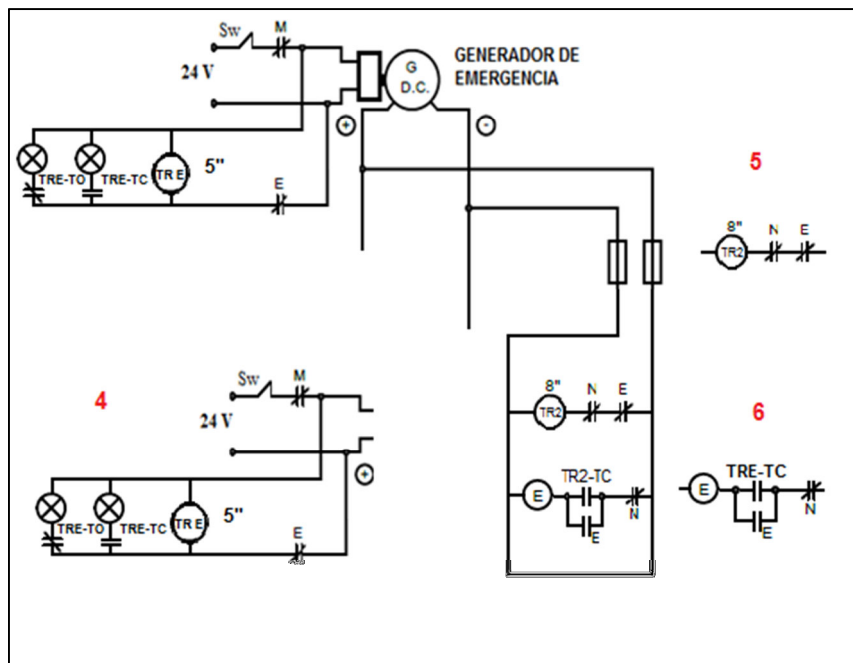 Sw
M
24 V
G
D.C.
GENERADOR DE
EMERGENCIA
+
-
TRE-TO
TRE-TC
TR E
5"
E
5
8"
N
E
TR2
4
Sw
M
24 V
+
TRE-TO
TRE-TC
TR E
5"
E
8"
N
E
TR2
E
TR2-TC
E
N
6
E
TRE-TC
E
N